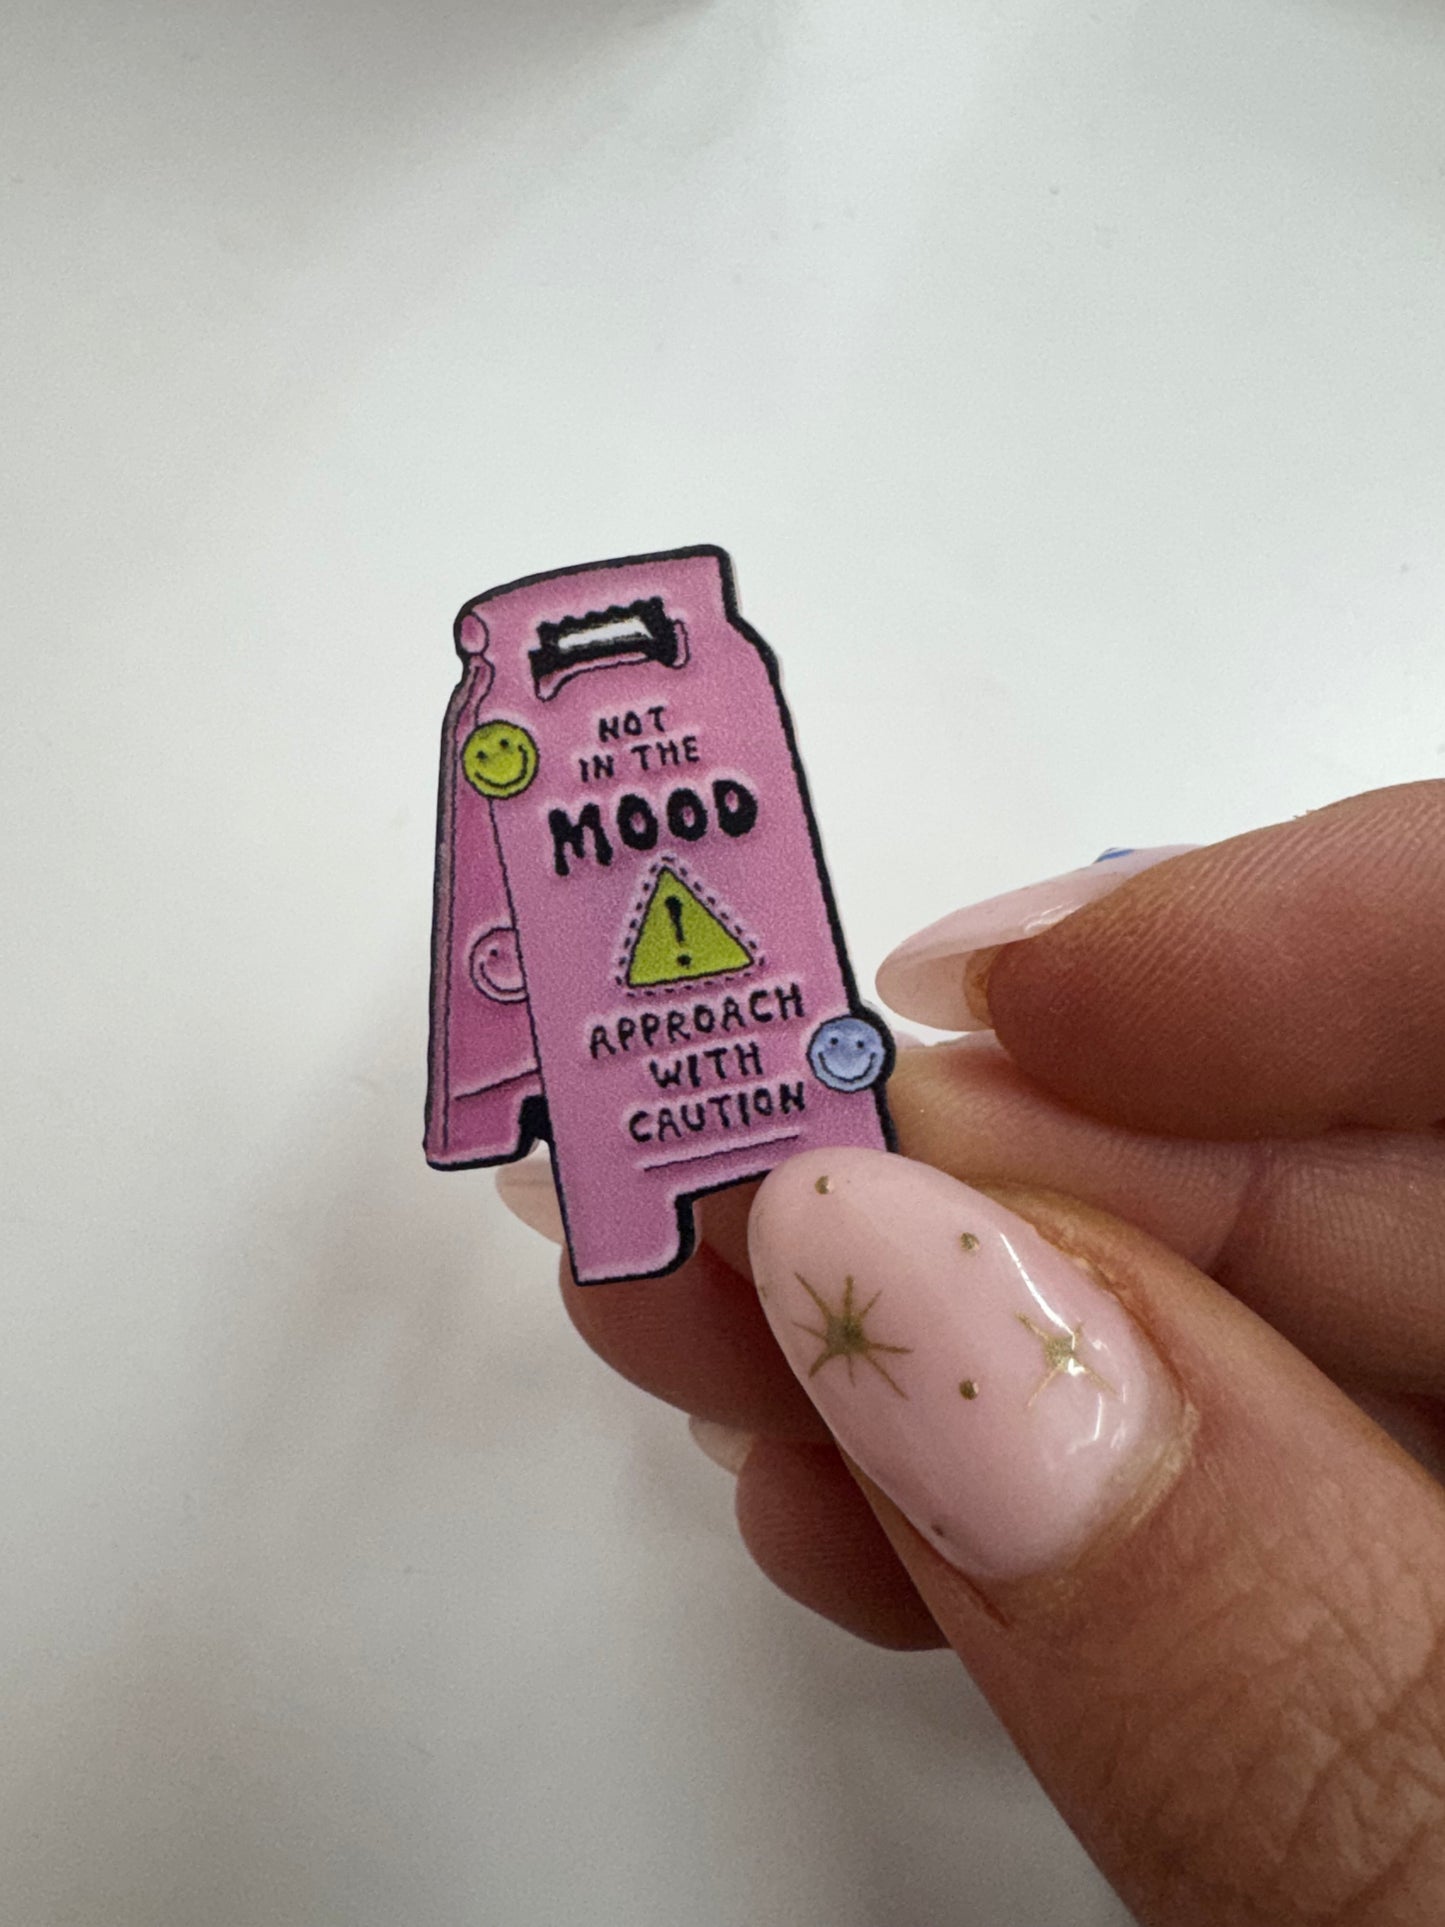 NOT
IN THE
MOOD
!
APPROACH
WITH
CAUTION